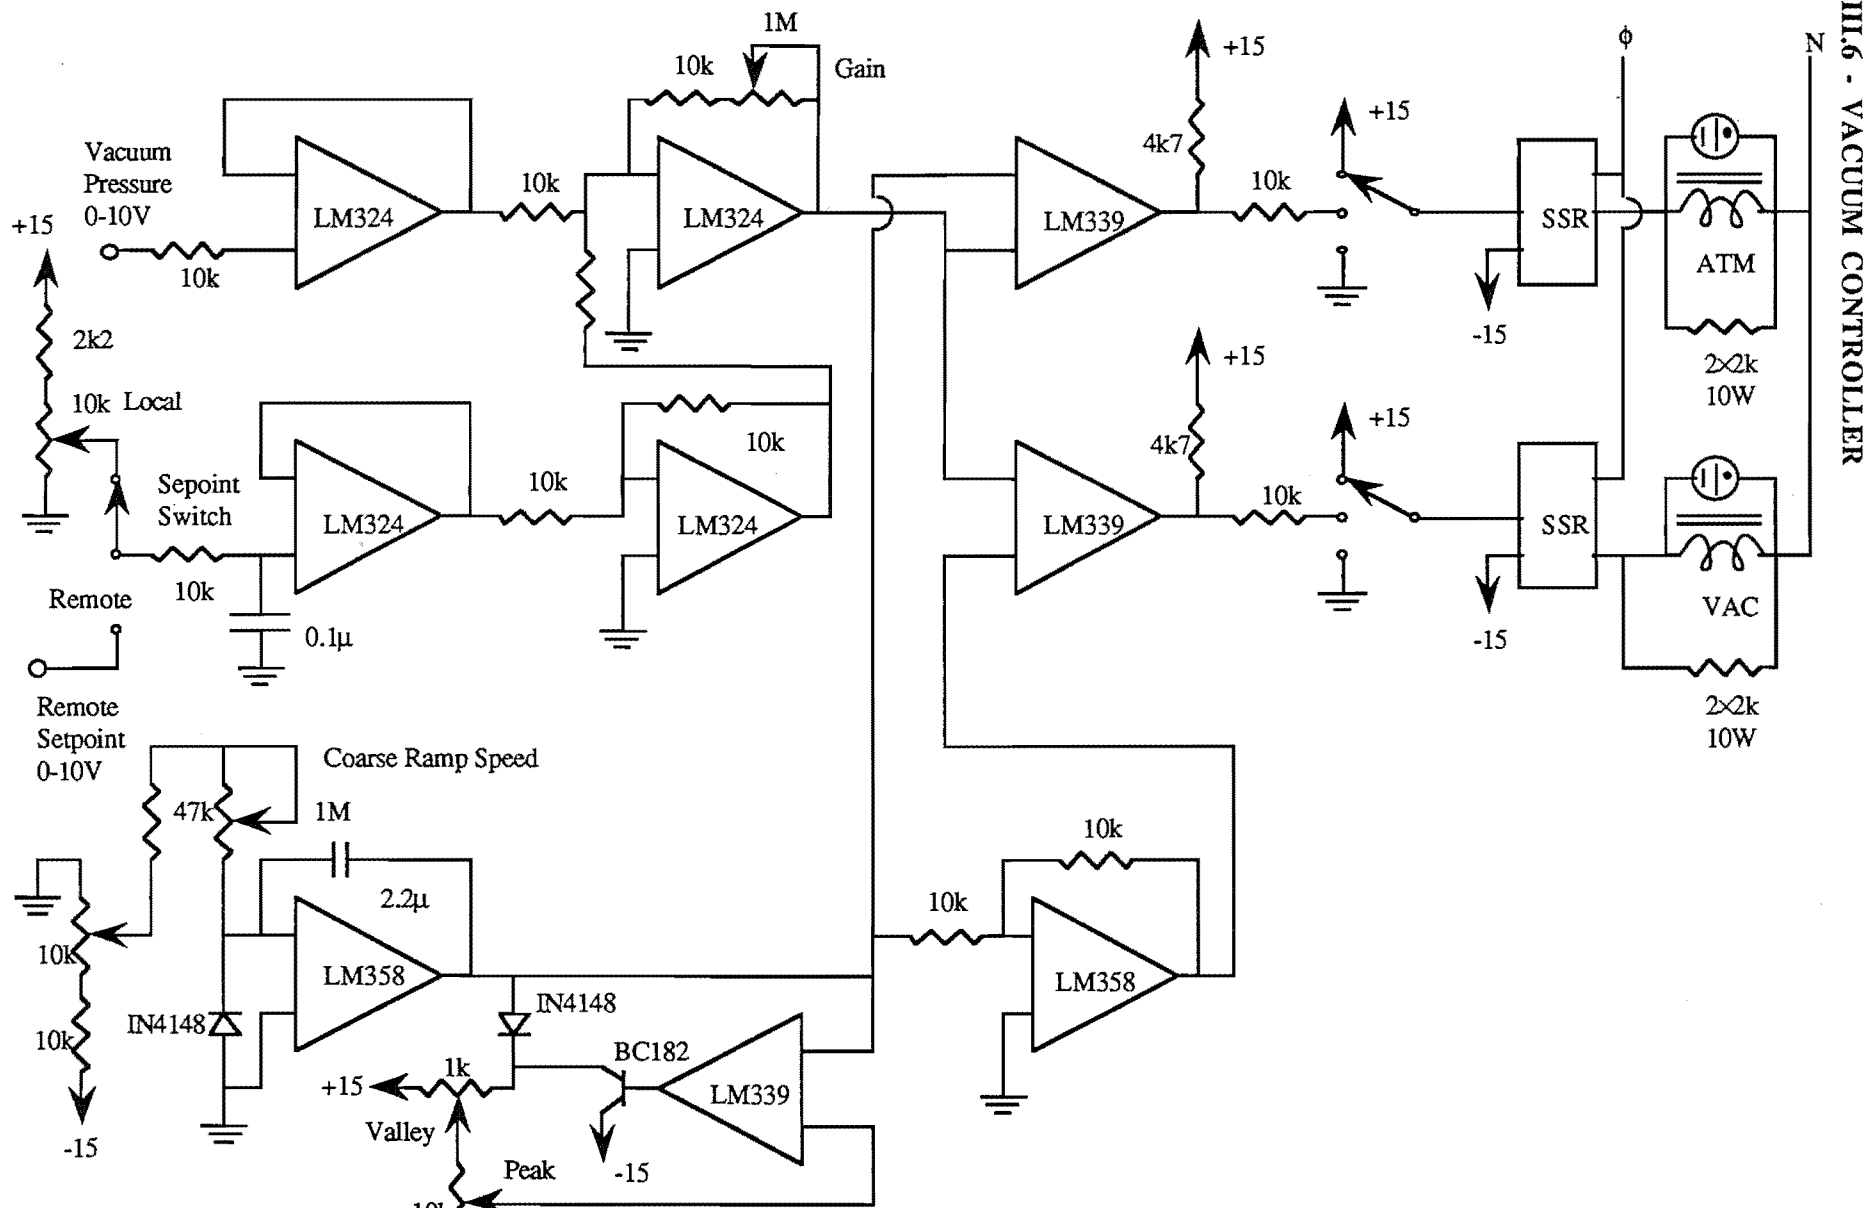 III.6 - VACUUM CONTROLLER
1M
10k
Gain
Vacuum
Pressure
0-10V
10k
LM324
10k
LM324
+15
2k2
10k
Local
Sepoint
Switch
10k
0.1µ
LM324
10k
10k
LM324
Remote
Remote
Setpoint
0-10V
+15
4k7
LM339
10k
+15
SSR
-15
ϕ
N
ATM
2×2k
10W
+15
4k7
LM339
10k
+15
SSR
-15
VAC
2×2k
10W
Coarse Ramp Speed
47k
1M
2.2µ
10k
10k
-15
IN4148
LM358
IN4148
BC182
1k
+15
Valley
Peak
-15
LM339
10k
10k
LM358